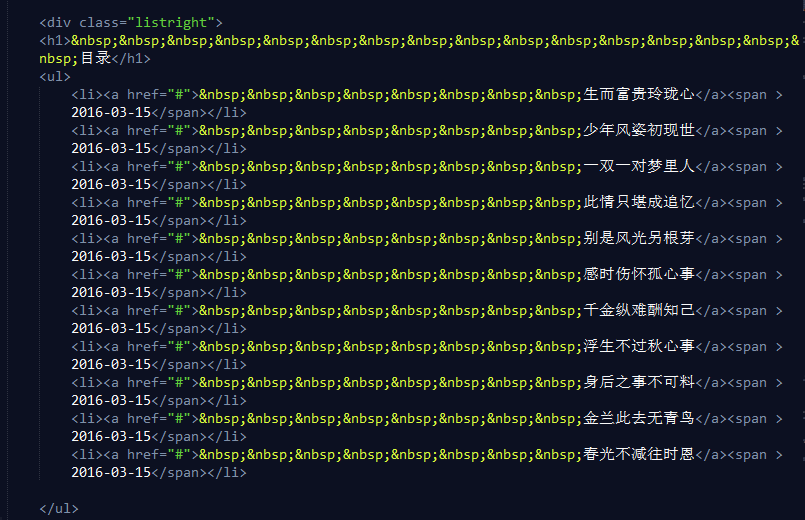 <div class="listright">
<h1>&nbsp;&nbsp;&nbsp;&nbsp;&nbsp;&nbsp;&nbsp;&nbsp;&nbsp;&nbsp;&nbsp;&nbsp;&nbsp;&nbsp;&nbsp;&
nbsp;目录</h1>
<ul>
<li><a href="#">&nbsp;&nbsp;&nbsp;&nbsp;&nbsp;&nbsp;&nbsp;&nbsp;生而富贵玲珑心</a><span >
2016-03-15</span></li>
<li><a href="#">&nbsp;&nbsp;&nbsp;&nbsp;&nbsp;&nbsp;&nbsp;&nbsp;少年风姿初现世</a><span >
2016-03-15</span></li>
<li><a href="#">&nbsp;&nbsp;&nbsp;&nbsp;&nbsp;&nbsp;&nbsp;&nbsp;一双一对梦里人</a><span >
2016-03-15</span></li>
<li><a href="#">&nbsp;&nbsp;&nbsp;&nbsp;&nbsp;&nbsp;&nbsp;&nbsp;此情只堪成追忆</a><span >
2016-03-15</span></li>
<li><a href="#">&nbsp;&nbsp;&nbsp;&nbsp;&nbsp;&nbsp;&nbsp;&nbsp;别是风光另根芽</a><span >
2016-03-15</span></li>
<li><a href="#">&nbsp;&nbsp;&nbsp;&nbsp;&nbsp;&nbsp;&nbsp;&nbsp;感时伤怀孤心事</a><span >
2016-03-15</span></li>
<li><a href="#">&nbsp;&nbsp;&nbsp;&nbsp;&nbsp;&nbsp;&nbsp;&nbsp;千金纵难酬知己</a><span >
2016-03-15</span></li>
<li><a href="#">&nbsp;&nbsp;&nbsp;&nbsp;&nbsp;&nbsp;&nbsp;&nbsp;浮生不过秋心事</a><span >
2016-03-15</span></li>
<li><a href="#">&nbsp;&nbsp;&nbsp;&nbsp;&nbsp;&nbsp;&nbsp;&nbsp;身后之事不可料</a><span >
2016-03-15</span></li>
<li><a href="#">&nbsp;&nbsp;&nbsp;&nbsp;&nbsp;&nbsp;&nbsp;&nbsp;金兰此去无青鸟</a><span >
2016-03-15</span></li>
<li><a href="#">&nbsp;&nbsp;&nbsp;&nbsp;&nbsp;&nbsp;&nbsp;&nbsp;春光不减往时恩</a><span >
2016-03-15</span></li>
</ul>